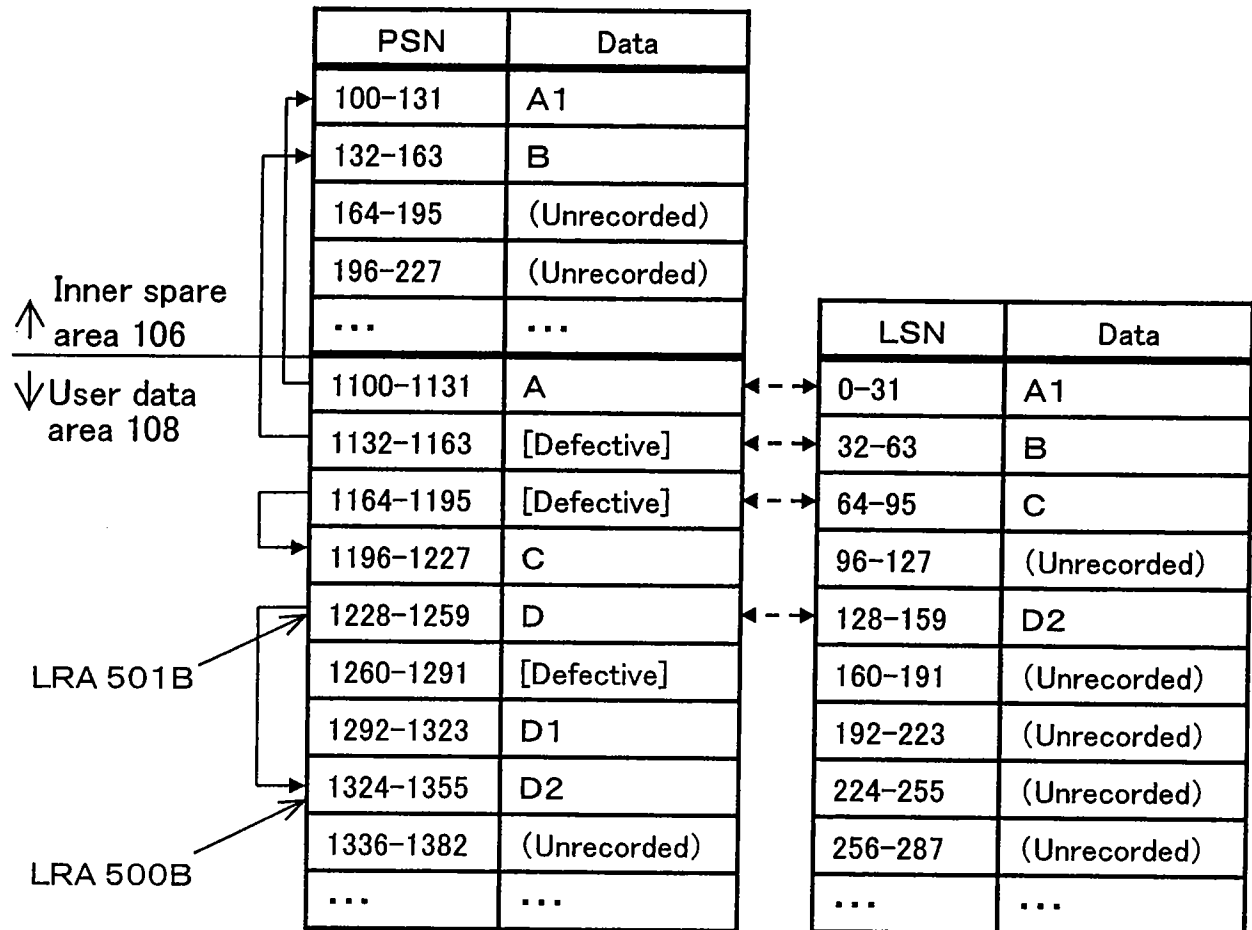 PSN Data
100-131 A1
132-163 B
164-195 (Unrecorded)
196-227 (Unrecorded)
... ...
1100-1131 A
1132-1163 [Defective]
1164-1195 [Defective]
1196-1227 C
1228-1259 D
1260-1291 [Defective]
1292-1323 D1
1324-1355 D2
1336-1382 (Unrecorded)
... ...
Inner spare
area 106
User data
area 108
LRA 501B
LRA 500B
LSN Data
0-31 A1
32-63 B
64-95 C
96-127 (Unrecorded)
128-159 D2
160-191 (Unrecorded)
192-223 (Unrecorded)
224-255 (Unrecorded)
256-287 (Unrecorded)
... ...